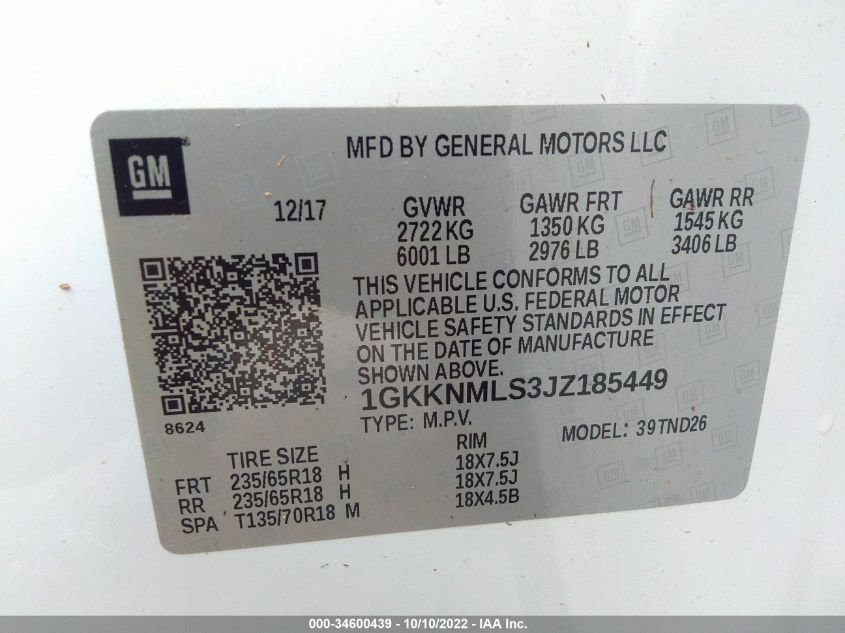 GM
MFD BY GENERAL MOTORS LLC
12/17
GVWR
2722 KG
6001 LB
GAWR FRT
1350 KG
2976 LB
GAWR RR
1545 KG
3406 LB
THIS VEHICLE CONFORMS TO ALL
APPLICABLE U.S. FEDERAL MOTOR
VEHICLE SAFETY STANDARDS IN EFFECT
ON THE DATE OF MANUFACTURE
SHOWN ABOVE.
1GKKNMLS3JZ185449
8624
TYPE: M.P.V.
MODEL: 39TND26
TIRE SIZE RIM
FRT 235/65R18 H 18X7.5J
RR 235/65R18 H 18X7.5J
SPA T135/70R18 M 18X4.5B
000-34600439 - 10/10/2022 - IAA Inc.